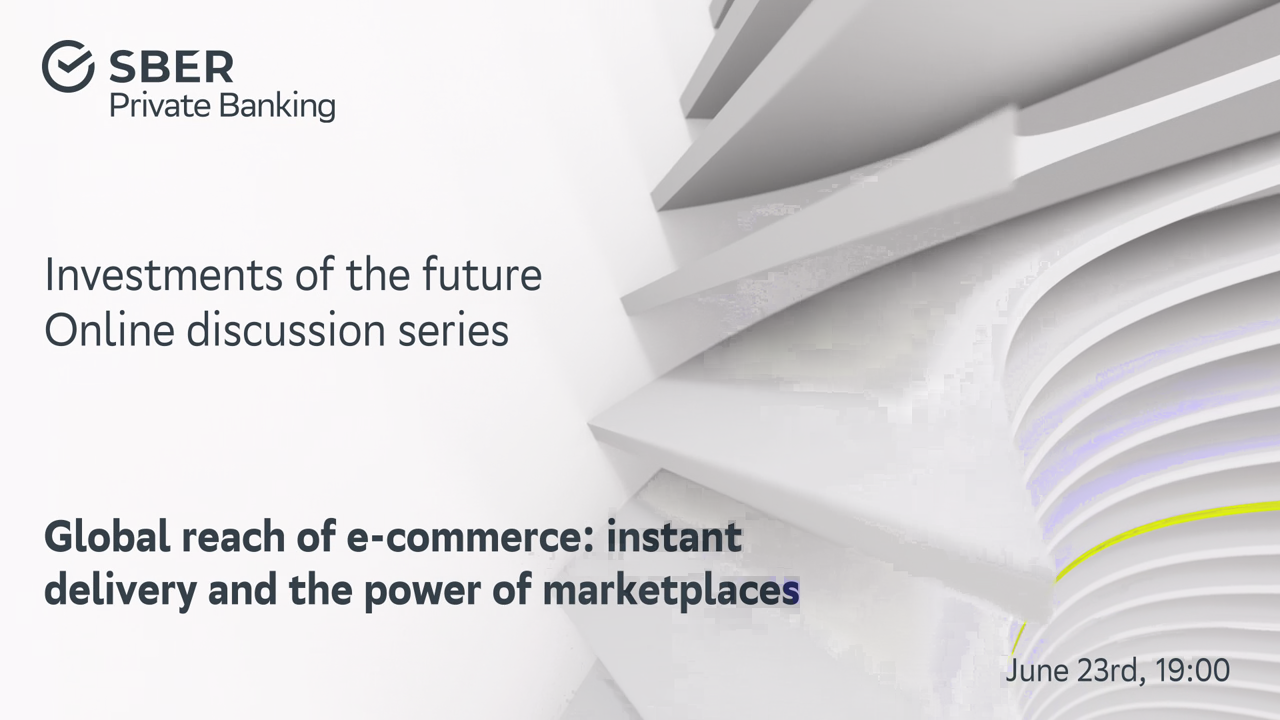 SBER
Private Banking
Investments of the future
Online discussion series
Global reach of e-commerce: instant
delivery and the power of marketplaces
June 23rd, 19:00